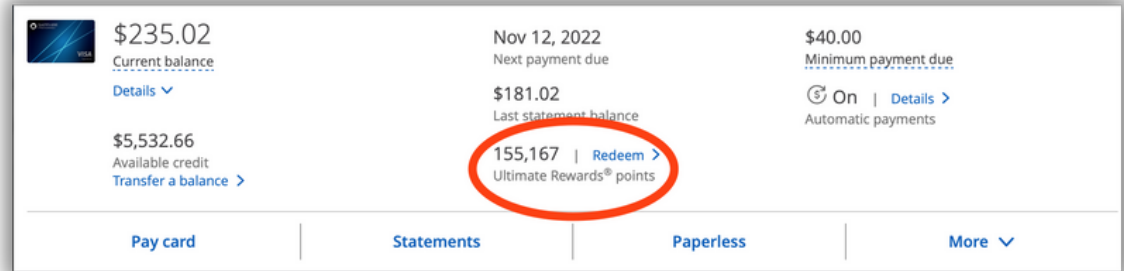 $235.02
Current balance
Details
$5,532.66
Available credit
Transfer a balance
Nov 12, 2022
Next payment due
$181.02
Last statement balance
155,167 | Redeem
Ultimate Rewards® points
$40.00
Minimum payment due
On | Details
Automatic payments
VISA
Pay card
Statements
Paperless
More